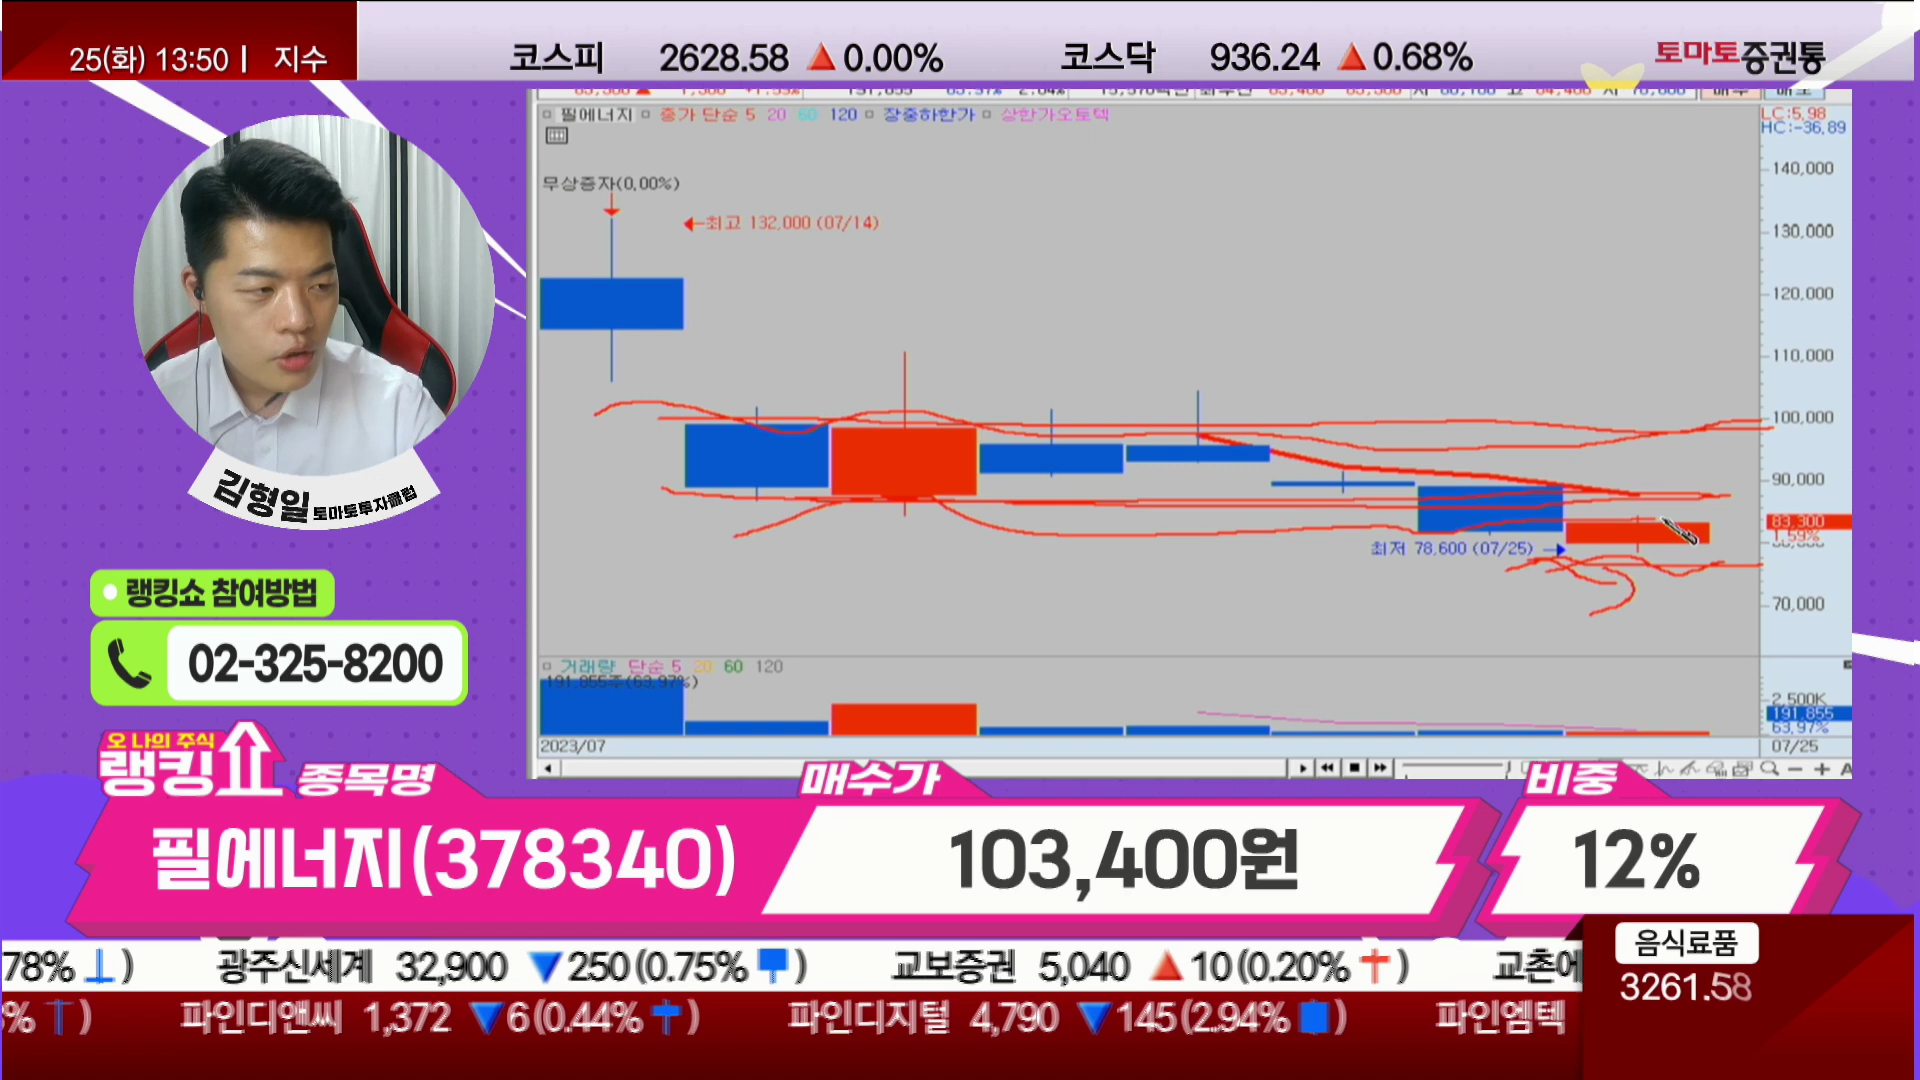 25(화) 13:50 | 지수
코스피 2628.58 ▲0.00% 코스닥 936.24 ▲0.68%
토마토증권통
필에너지 종가 단순 5 20 60 120 장중하한가 상한가오토텍
LC:5,98
HC:-36,89
무상증자(0,00%)
←최고 132,000 (07/14)
140,000
130,000
120,000
110,000
100,000
90,000
83,300
1,59%
최저 78,600 (07/25)→
70,000
거래량 단순 5 20 60 120
191,855주(63,97%)
2,500K
191,855
63,97%
2023/07
07/25
김형일 토마토투자클럽
랭킹쇼 참여방법
02-325-8200
오 나의 주식
랭킹쇼
종목명
필에너지(378340)
매수가
103,400원
비중
12%
78% ) 광주신세계 32,900 ▼250(0.75% ) 교보증권 5,040 ▲10(0.20% ) 교촌에
% ) 파인디앤씨 1,372 ▼6(0.44% ) 파인디지털 4,790 ▼145(2.94% ) 파인엠텍
음식료품
3261.58